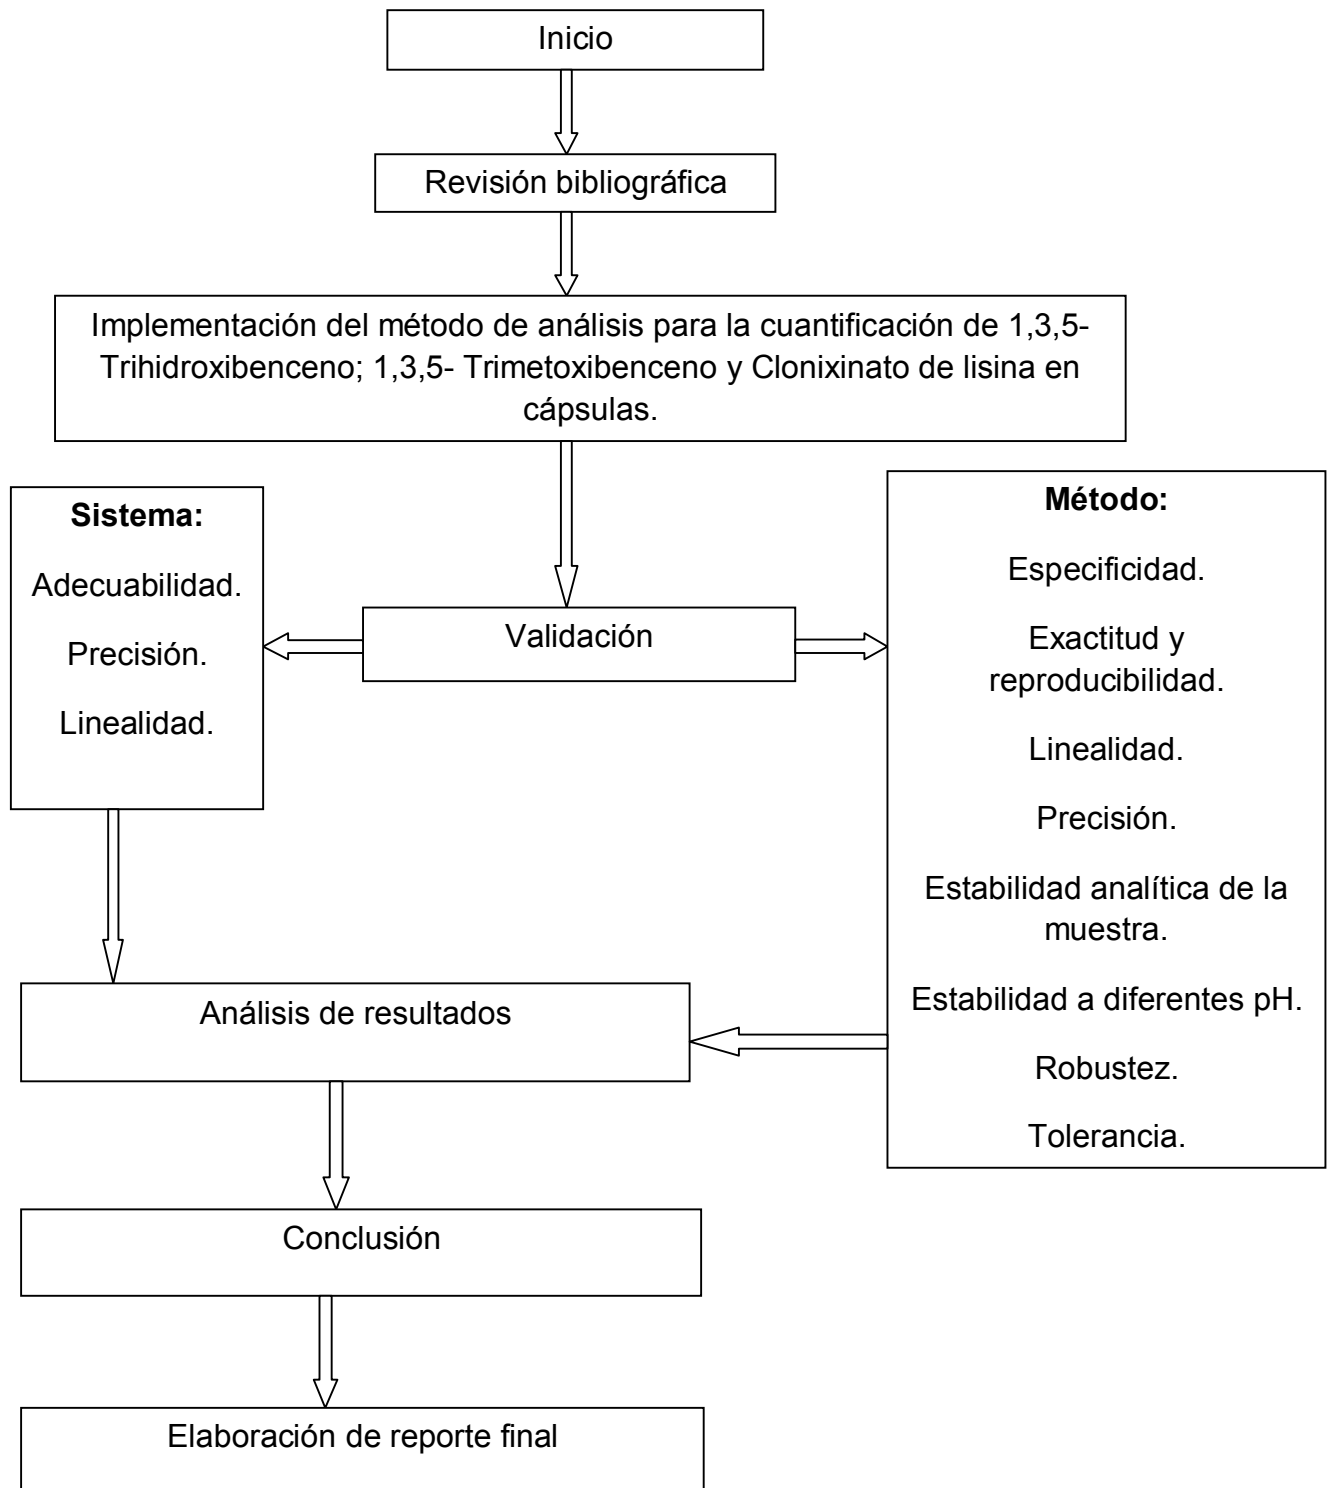 Inicio
Revisión bibliográfica
Implementación del método de análisis para la cuantificación de 1,3,5-
Trihidroxibenceno; 1,3,5- Trimetoxibenceno y Clonixinato de lisina en
cápsulas.
Sistema:
Adecuabilidad.
Precisión.
Linealidad.
Validación
Método:
Especificidad.
Exactitud y
reproducibilidad.
Linealidad.
Precisión.
Estabilidad analítica de la
muestra.
Estabilidad a diferentes pH.
Robustez.
Tolerancia.
Análisis de resultados
Conclusión
Elaboración de reporte final